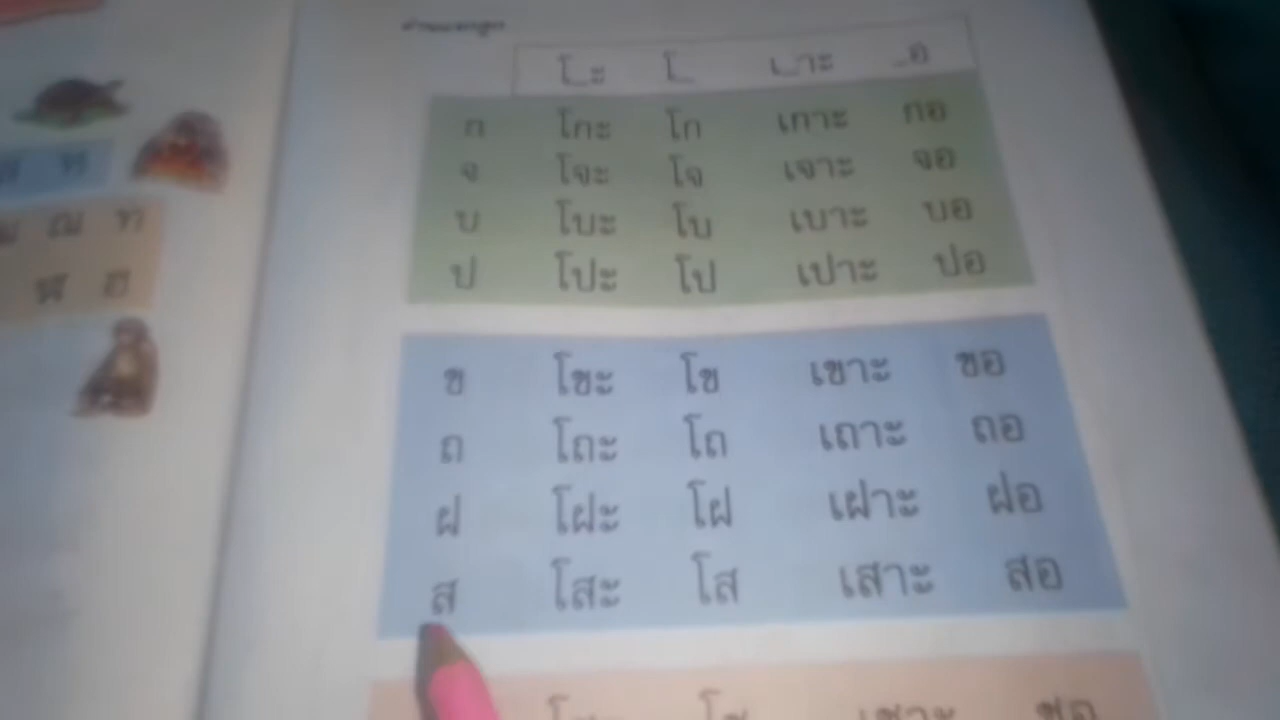 โ_ะ โ_ เ_าะ _อ
ก โกะ โก เกาะ กอ
จ โจะ โจ เจาะ จอ
บ โบะ โบ เบาะ บอ
ป โปะ โป เปาะ ปอ
ข โขะ โข เขาะ ขอ
ถ โถะ โถ เถาะ ถอ
ฝ โฝะ โฝ เฝาะ ฝอ
ส โสะ โส เสาะ สอ